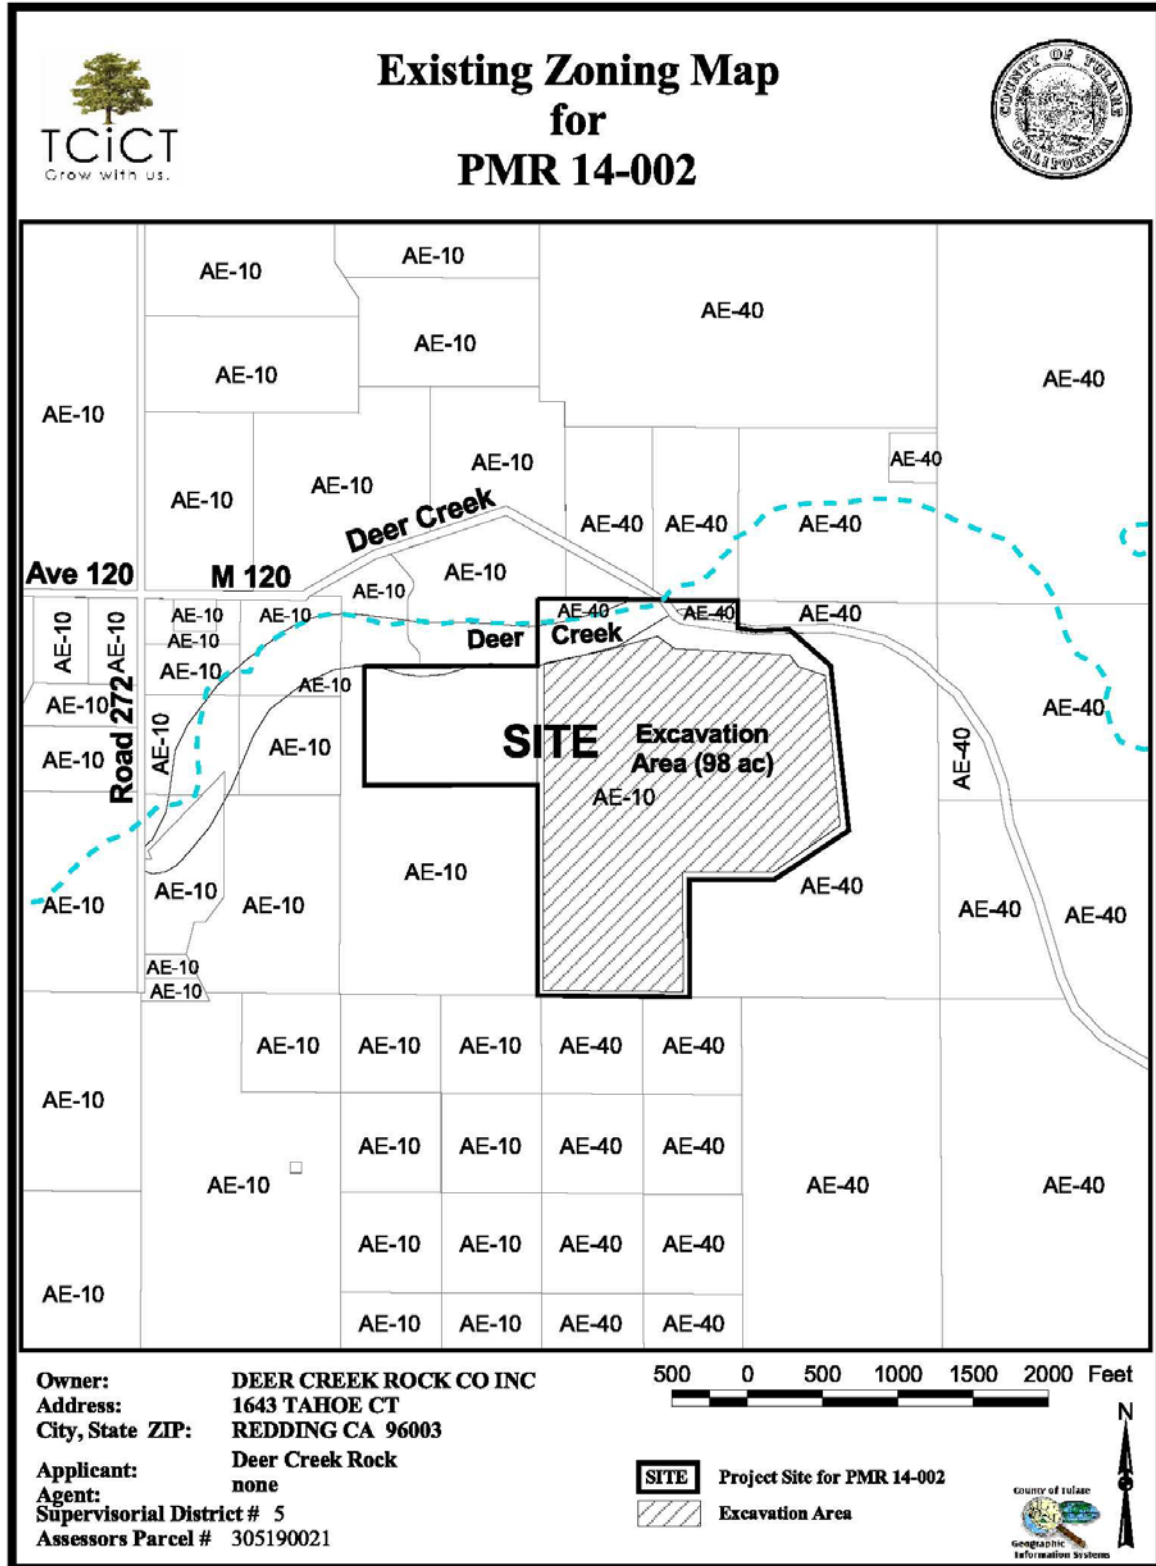 TCiCT
Grow with us.
Existing Zoning Map
for
PMR 14-002
COUNTY OF TULARE
CALIFORNIA
AE-10
AE-10
AE-40
AE-10
AE-10
AE-40
AE-10
AE-40
AE-10
AE-10
AE-10
AE-10
Deer Creek
AE-40
AE-40
AE-40
Ave 120
M 120
AE-10
AE-10
AE-10
AE-10
AE-10
AE-10
AE-40
AE-40
AE-40
AE-10
Deer
Creek
AE-10
AE-10
AE-10
Road 272
AE-40
AE-10
AE-10
AE-10
SITE
Excavation
Area (98 ac)
AE-40
AE-10
AE-10
AE-10
AE-10
AE-40
AE-10
AE-10
AE-40
AE-40
AE-10
AE-10
AE-10
AE-10
AE-10
AE-40
AE-40
AE-10
AE-10
AE-10
AE-40
AE-40
AE-10
AE-40
AE-40
AE-10
AE-10
AE-40
AE-40
AE-10
AE-10
AE-10
AE-40
AE-40
Owner: DEER CREEK ROCK CO INC
Address: 1643 TAHOE CT
City, State ZIP: REDDING CA 96003
Applicant: Deer Creek Rock
Agent: none
Supervisorial District # 5
Assessors Parcel # 305190021
500 0 500 1000 1500 2000 Feet
N
SITE Project Site for PMR 14-002
Excavation Area
County of Tulare
Geographic
Information Systems